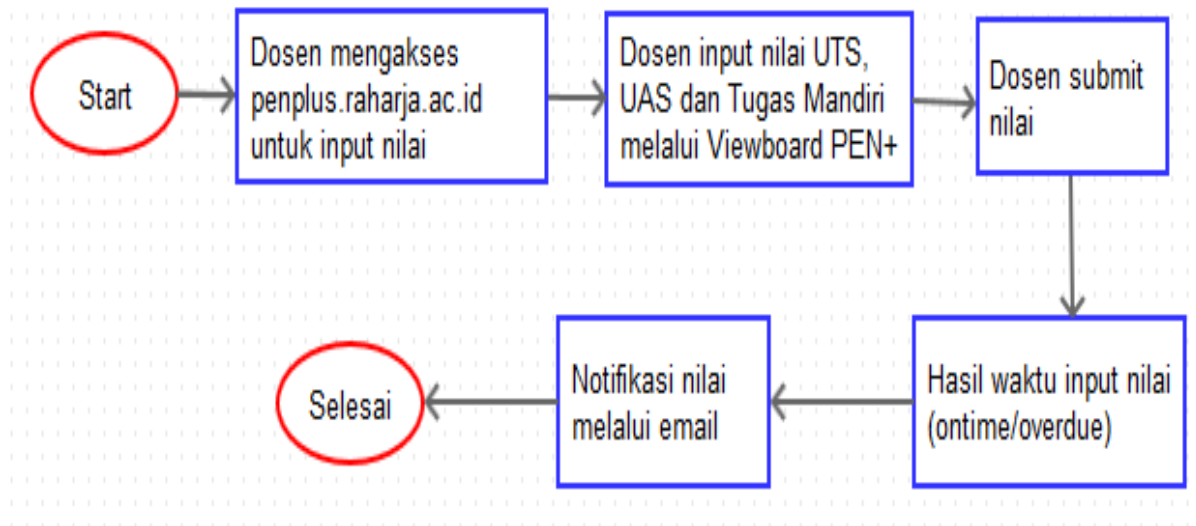 Start
Dosen mengakses
penplus.raharja.ac.id
untuk input nilai
Dosen input nilai UTS,
UAS dan Tugas Mandiri
melalui Viewboard PEN+
Dosen submit
nilai
Hasil waktu input nilai
(ontime/overdue)
Notifikasi nilai
melalui email
Selesai